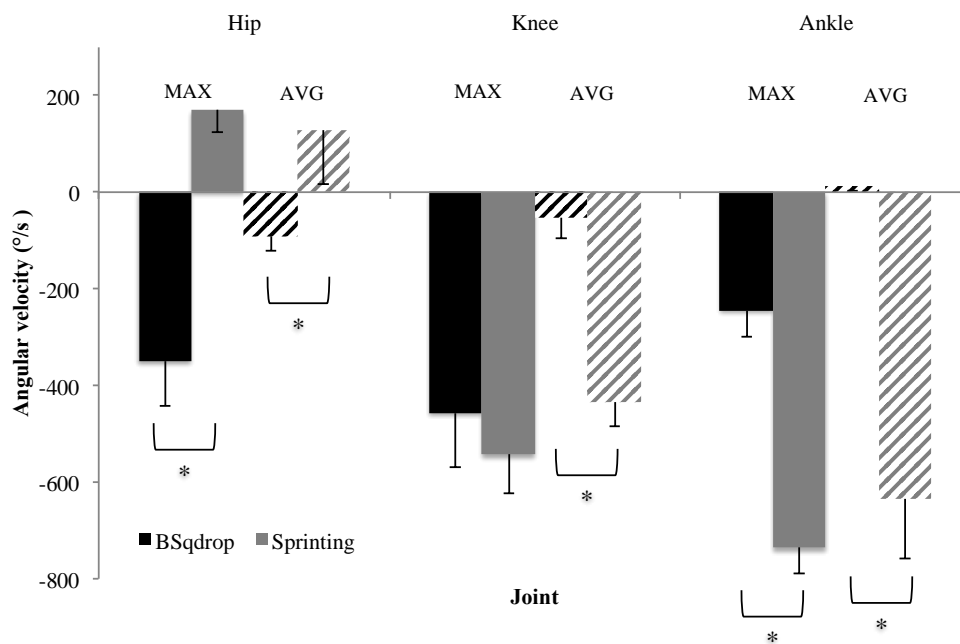 Hip Knee Ankle
MAX AVG MAX AVG MAX AVG
200
0
-200
-400
-600
-800
Angular velocity (°/s )
*
*
*
*
*
BSqdrop Sprinting
Joint